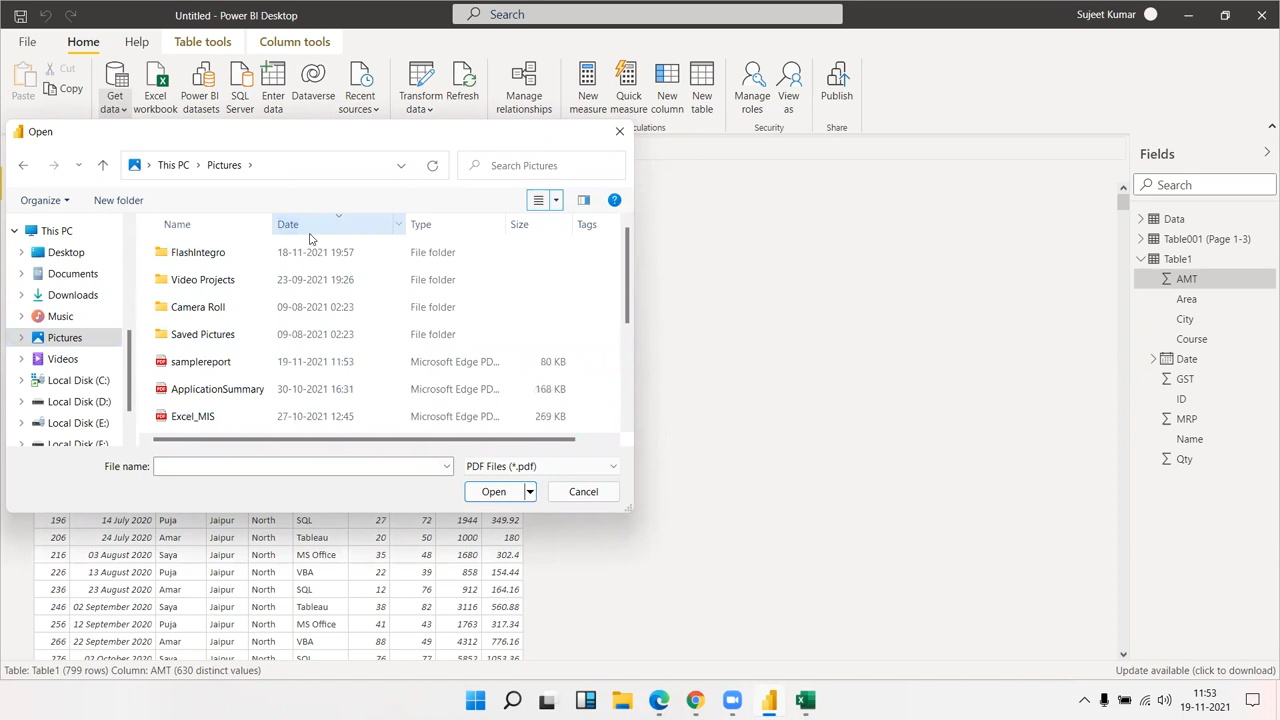 Untitled - Power BI Desktop
Search
Sujeet Kumar
File
Home
Help
Table tools
Column tools
Paste
Cut
Copy
Get data
Excel workbook
Power BI datasets
SQL Server
Enter data
Dataverse
Recent sources
Transform data
Refresh
Manage relationships
New measure
Quick measure
New column
New table
Manage roles
View as
Publish
Security
Share
Open
This PC
Pictures
Search Pictures
Organize
New folder
Name
Date
Type
Size
Tags
This PC
Desktop
Documents
Downloads
Music
Pictures
Videos
Local Disk (C:)
Local Disk (D:)
Local Disk (E:)
FlashIntegro 18-11-2021 19:57 File folder
Video Projects 23-09-2021 19:26 File folder
Camera Roll 09-08-2021 02:23 File folder
Saved Pictures 09-08-2021 02:23 File folder
samplereport 19-11-2021 11:53 Microsoft Edge PD... 80 KB
ApplicationSummary 30-10-2021 16:31 Microsoft Edge PD... 168 KB
Excel_MIS 27-10-2021 12:45 Microsoft Edge PD... 269 KB
File name:
PDF Files (*.pdf)
Open
Cancel
Fields
Search
Data
Table001 (Page 1-3)
Table1
AMT
Area
City
Course
Date
GST
ID
MRP
Name
Qty
196 14 July 2020 Puja Jaipur North SQL 27 72 1944 349.92
206 24 July 2020 Amar Jaipur North Tableau 20 50 1000 180
216 03 August 2020 Saya Jaipur North MS Office 35 48 1680 302.4
226 13 August 2020 Puja Jaipur North VBA 22 39 858 154.44
236 23 August 2020 Amar Jaipur North SQL 12 76 912 164.16
246 02 September 2020 Saya Jaipur North Tableau 38 82 3116 560.88
256 12 September 2020 Puja Jaipur North MS Office 41 43 1763 317.34
266 22 September 2020 Amar Jaipur North VBA 88 49 4312 776.16
276 02 October 2020 Saya Jaipur North SQL 76 77 5852 1053.36
Table: Table1 (799 rows) Column: AMT (630 distinct values)
Update available (click to download)
11:53
19-11-2021